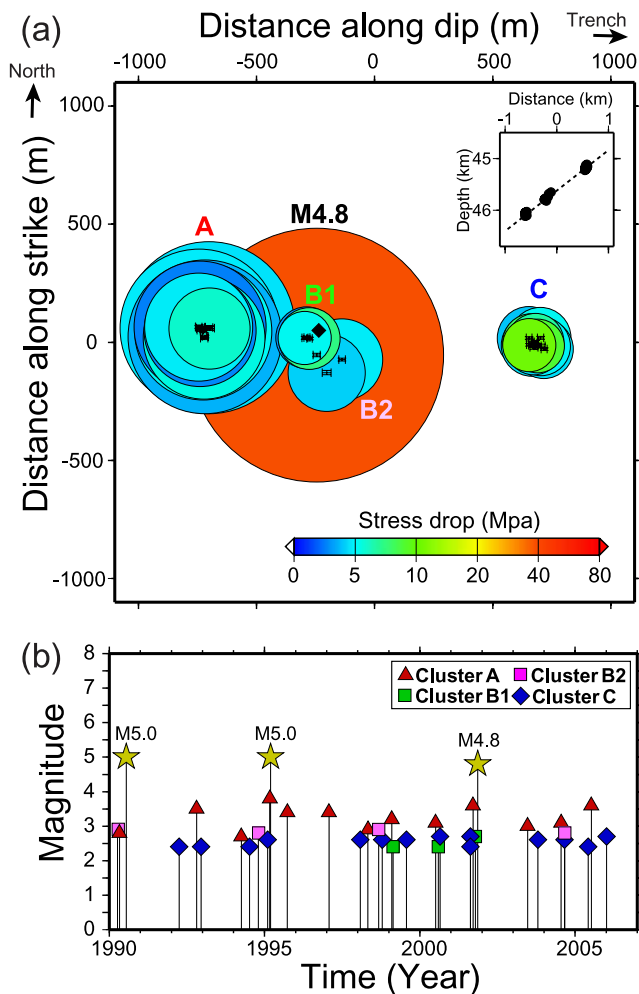 (a)
Distance along dip (m)
Trench
North
-1000 -500 0 500 1000
Distance along strike (m)
1000
500
0
-500
-1000
Distance (km)
-1 0 1
Depth (km)
45
46
A
M4.8
B1
B2
C
Stress drop (Mpa)
0 5 10 20 40 80
(b)
Magnitude
8
7
6
5
4
3
2
1
0
Cluster A
Cluster B2
Cluster B1
Cluster C
M5.0
M5.0
M4.8
1990 1995 2000 2005
Time (Year)